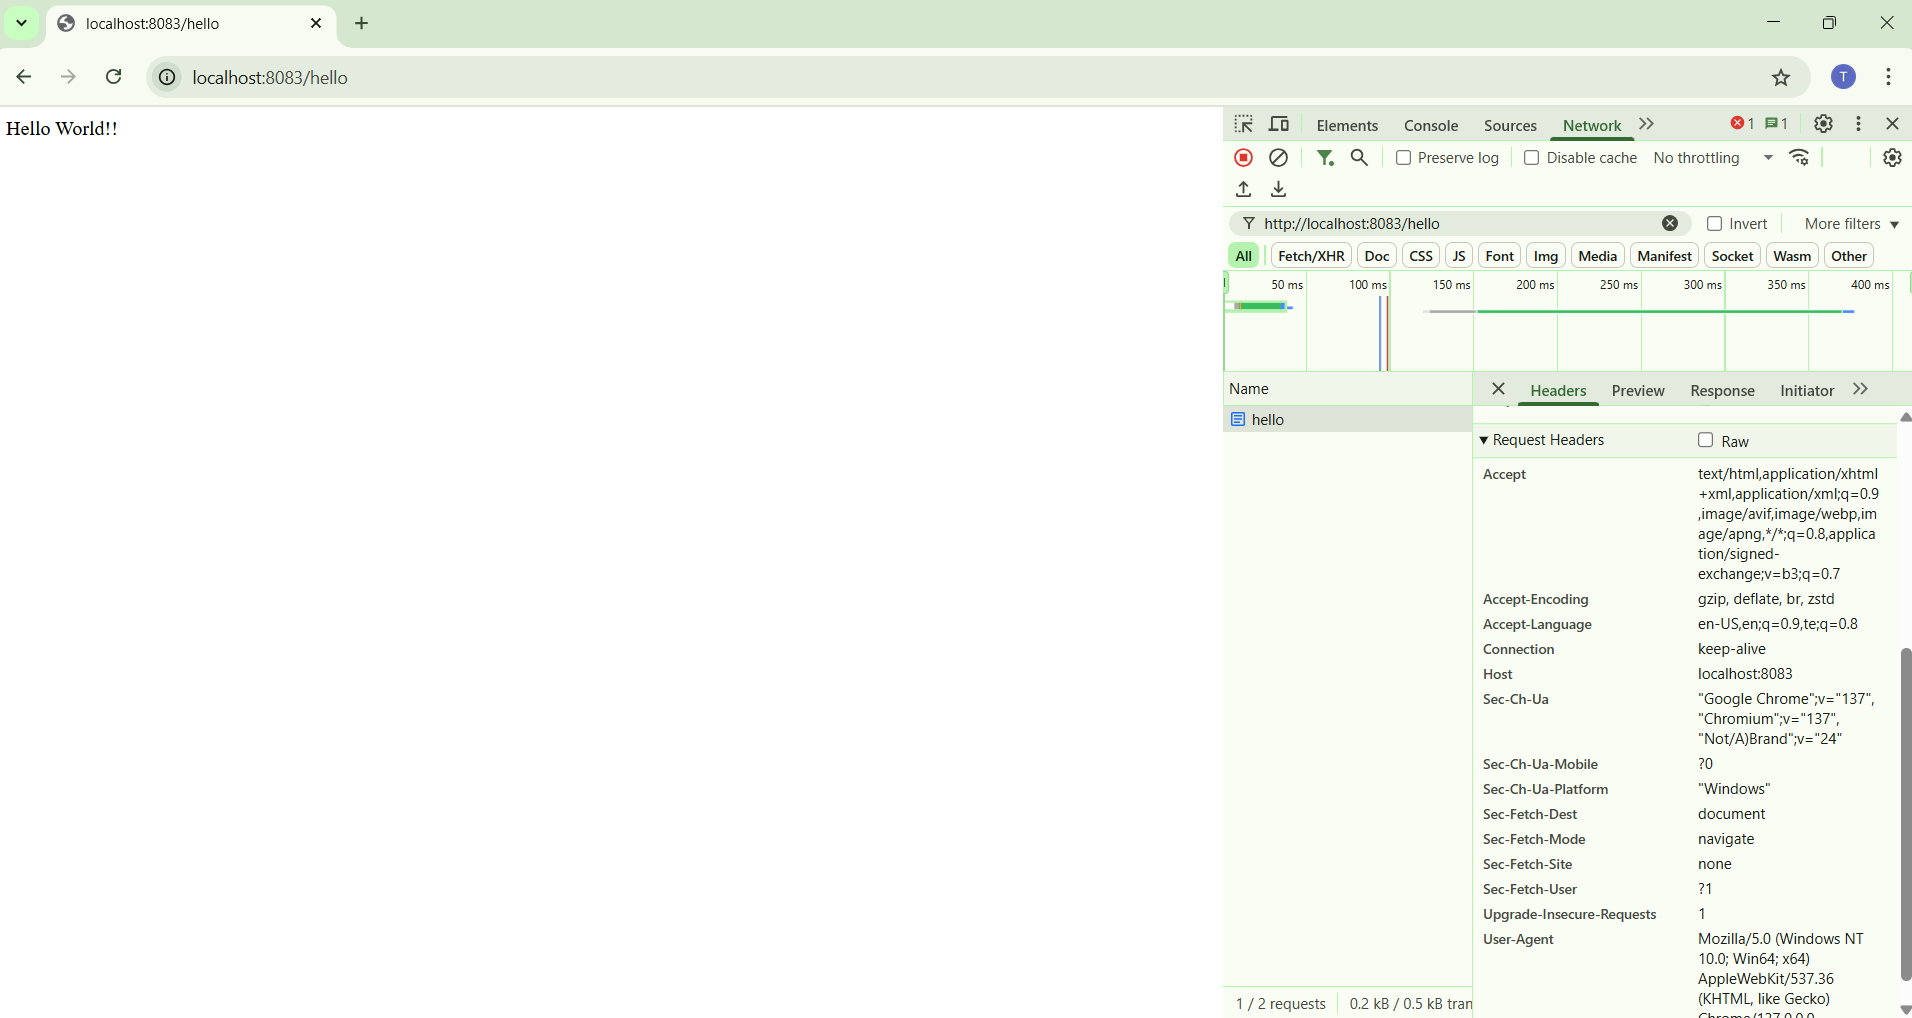 localhost:8083/hello
localhost:8083/hello
T
Hello World!!
Elements Console Sources Network 1 1
Preserve log Disable cache No throttling
http://localhost:8083/hello Invert More filters
All Fetch/XHR Doc CSS JS Font Img Media Manifest Socket Wasm Other
50 ms 100 ms 150 ms 200 ms 250 ms 300 ms 350 ms 400 ms
Name
hello
1 / 2 requests 0.2 kB / 0.5 kB tran
Headers Preview Response Initiator
Request Headers Raw
Accept text/html,application/xhtml
+xml,application/xml;q=0.9
,image/avif,image/webp,im
age/apng,*/*;q=0.8,applica
tion/signed-
exchange;v=b3;q=0.7
Accept-Encoding gzip, deflate, br, zstd
Accept-Language en-US,en;q=0.9,te;q=0.8
Connection keep-alive
Host localhost:8083
Sec-Ch-Ua "Google Chrome";v="137",
"Chromium";v="137",
"Not/A)Brand";v="24"
Sec-Ch-Ua-Mobile ?0
Sec-Ch-Ua-Platform "Windows"
Sec-Fetch-Dest document
Sec-Fetch-Mode navigate
Sec-Fetch-Site none
Sec-Fetch-User ?1
Upgrade-Insecure-Requests 1
User-Agent Mozilla/5.0 (Windows NT
10.0; Win64; x64)
AppleWebKit/537.36
(KHTML, like Gecko)
Chrome/137.0.0.0